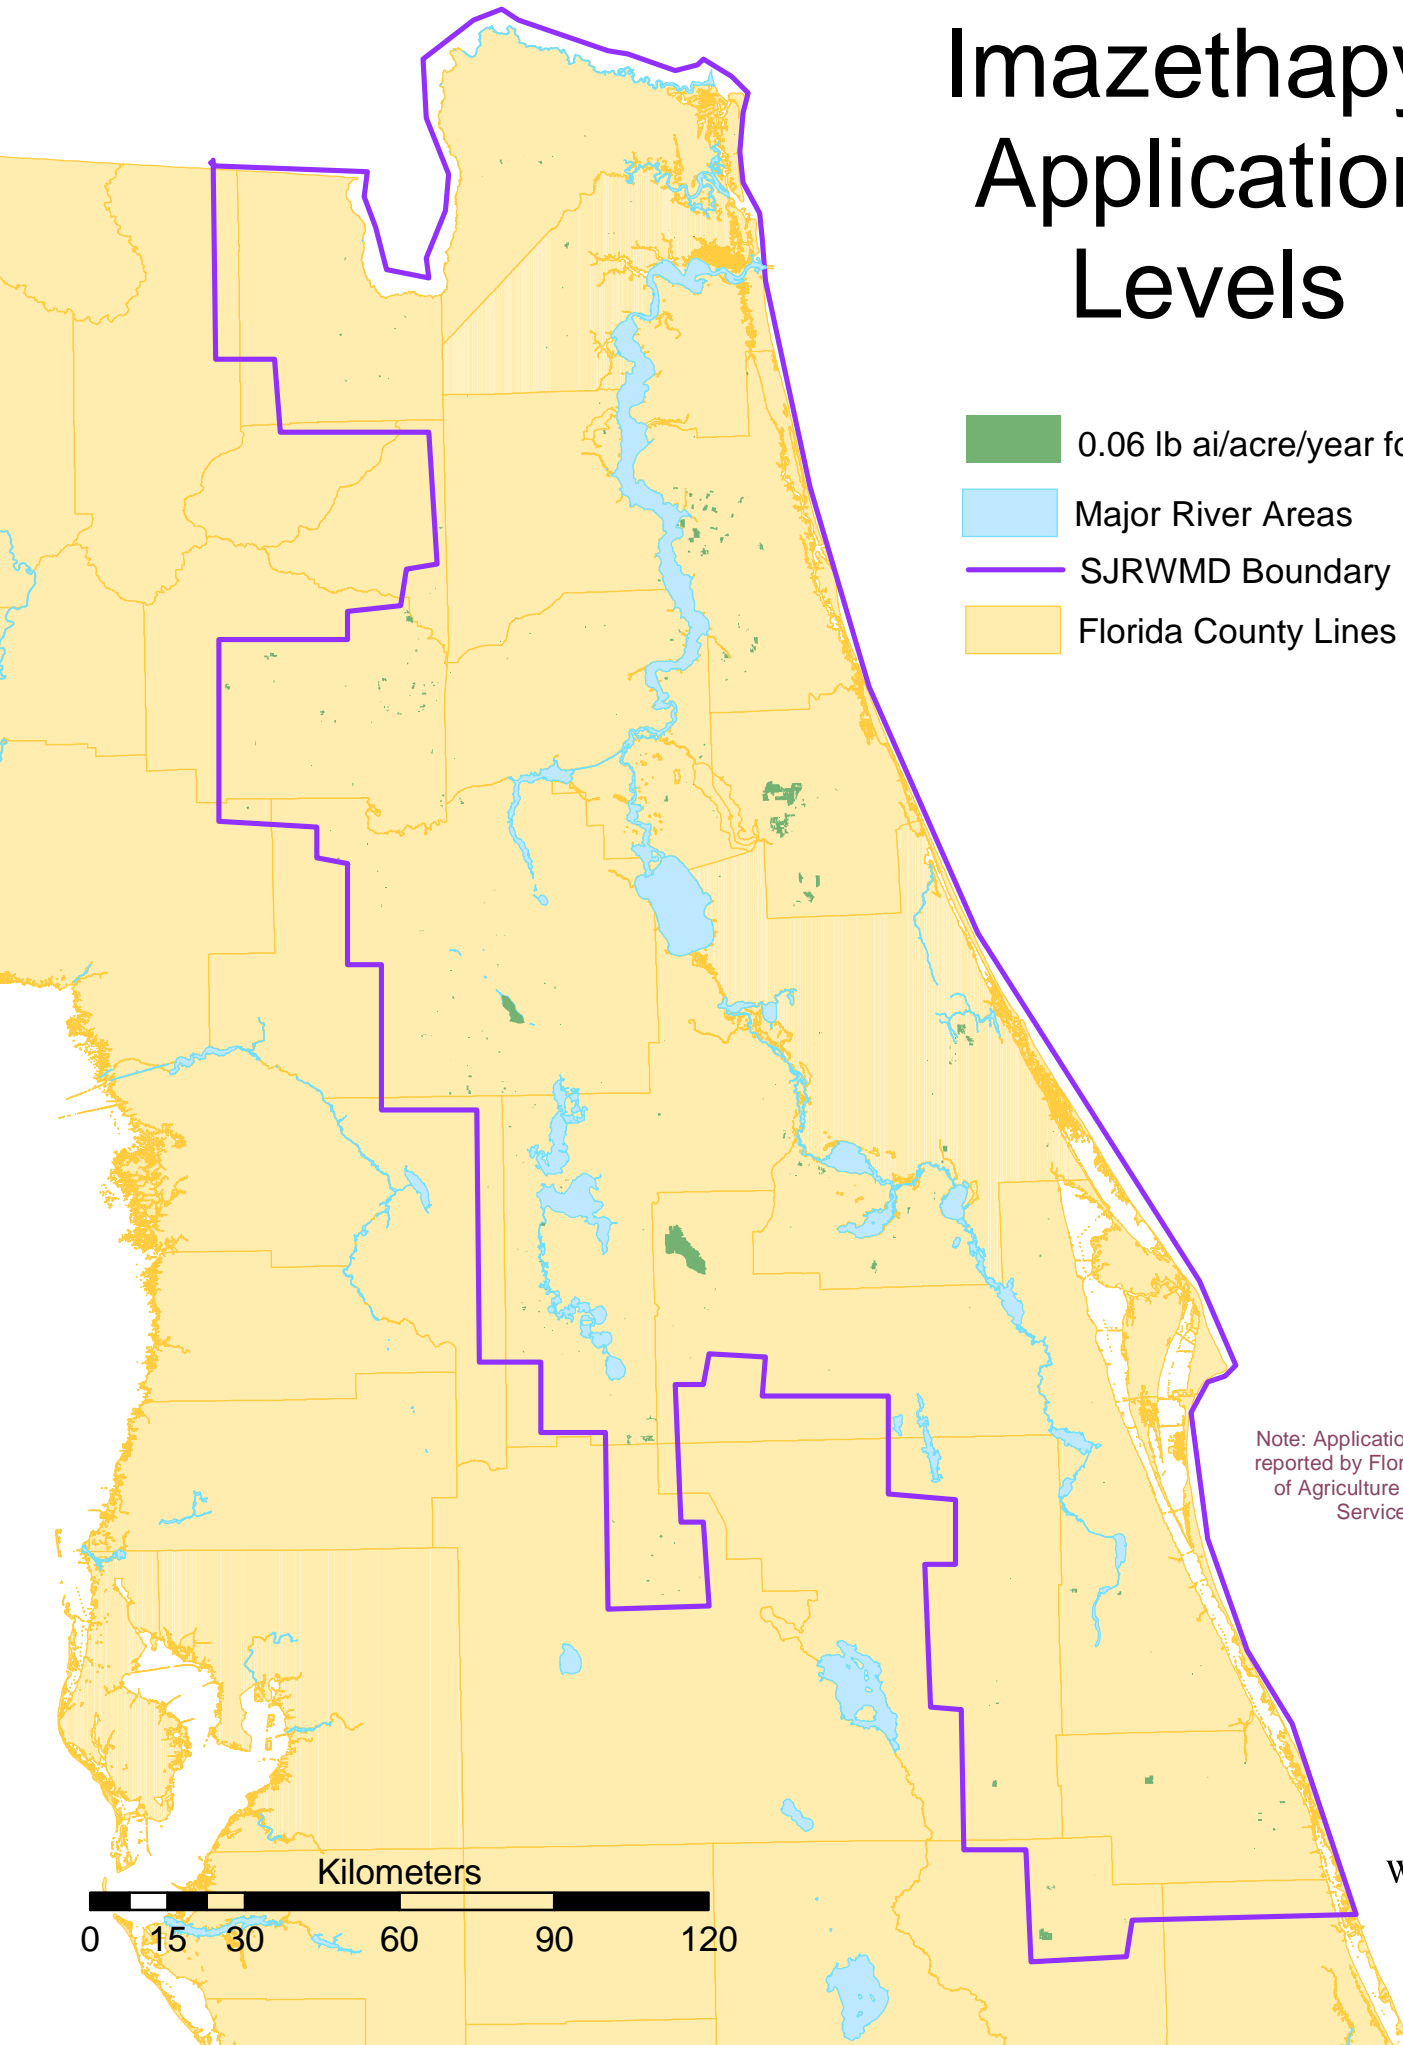 Imazethapy
Application
Levels
0.06 lb ai/acre/year fo
Major River Areas
SJRWMD Boundary
Florida County Lines
Note: Applicatio
reported by Flor
of Agriculture
Service
W
Kilometers
0 15 30 60 90 120